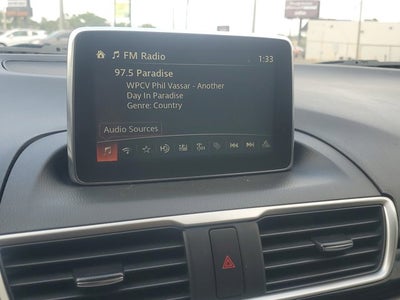 FM Radio 1:33
97.5 Paradise
WPCV Phil Vassar - Another
Day In Paradise
Genre: Country
Audio Sources